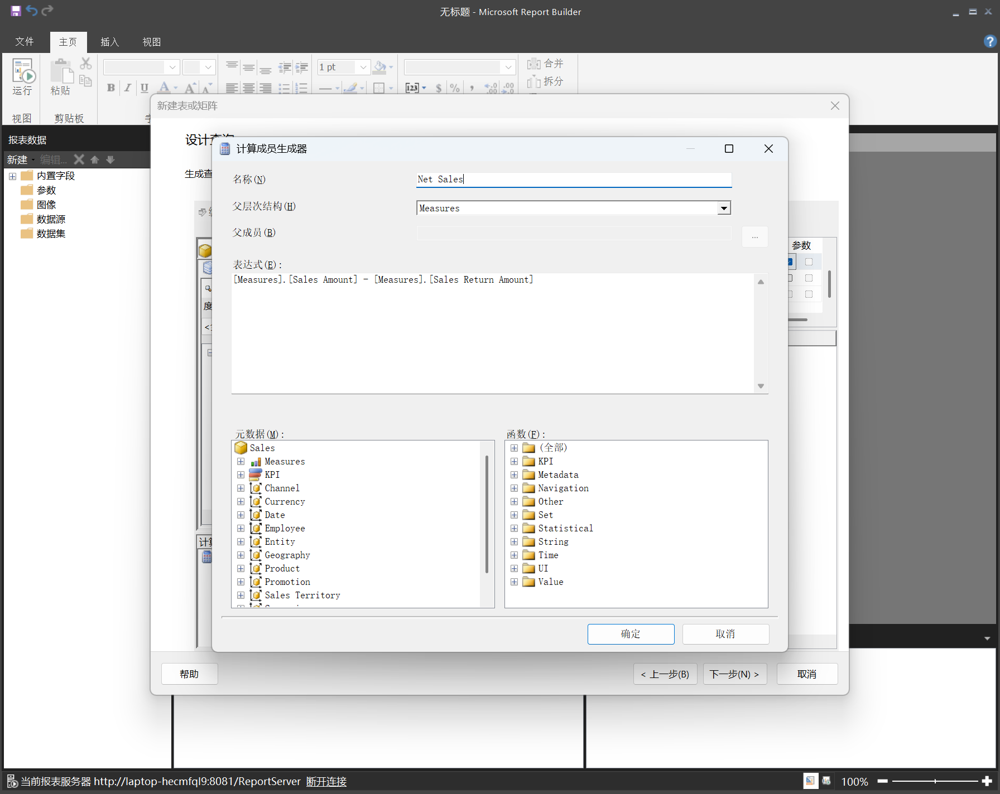 无标题 - Microsoft Report Builder
文件 主页 插入 视图
运行 粘贴 1 pt 合并
拆分
B I U A A A [123] $ %
视图 剪贴板
新建表或矩阵
报表数据
新建 编辑...
内置字段
参数
图像
数据源
数据集
生成查
计算成员生成器
名称(N) Net Sales
父层次结构(H) Measures
父成员(B) ...
表达式(E):
[Measures].[Sales Amount] - [Measures].[Sales Return Amount]
参数
度
元数据(M):
Sales
Measures
KPI
Channel
Currency
Date
Employee
Entity
Geography
Product
Promotion
Sales Territory
函数(F):
(全部)
KPI
Metadata
Navigation
Other
Set
Statistical
String
Time
UI
Value
确定 取消
帮助 < 上一步(B) 下一步(N) > 取消
当前报表服务器 http://laptop-hecmfql9:8081/ReportServer 断开连接 100%